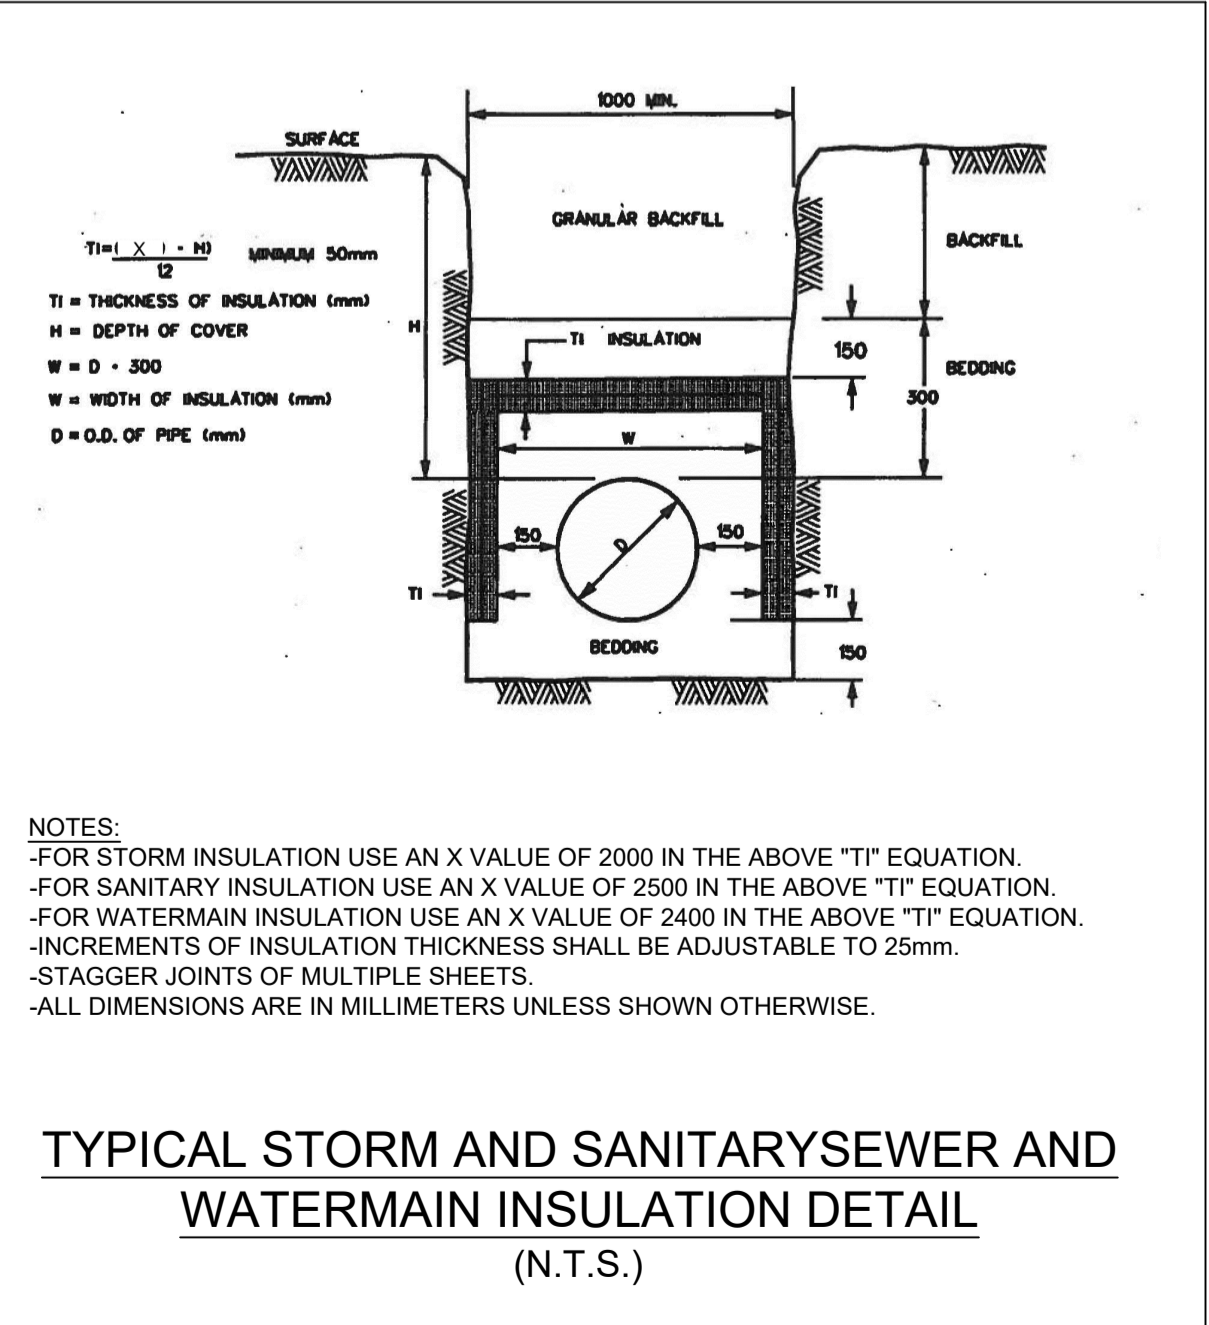 1000 MIN.
SURFACE
GRANULAR BACKFILL
TI=( X ) - H)
12
MINIMUM 50mm
TI = THICKNESS OF INSULATION (mm)
H = DEPTH OF COVER
W = D + 300
W = WIDTH OF INSULATION (mm)
D = O.D. OF PIPE (mm)
BACKFILL
H
TI INSULATION
150
BEDDING
300
W
150
D
150
TI
TI
BEDDING
150
NOTES:
-FOR STORM INSULATION USE AN X VALUE OF 2000 IN THE ABOVE "TI" EQUATION.
-FOR SANITARY INSULATION USE AN X VALUE OF 2500 IN THE ABOVE "TI" EQUATION.
-FOR WATERMAIN INSULATION USE AN X VALUE OF 2400 IN THE ABOVE "TI" EQUATION.
-INCREMENTS OF INSULATION THICKNESS SHALL BE ADJUSTABLE TO 25mm.
-STAGGER JOINTS OF MULTIPLE SHEETS.
-ALL DIMENSIONS ARE IN MILLIMETERS UNLESS SHOWN OTHERWISE.
TYPICAL STORM AND SANITARYSEWER AND
WATERMAIN INSULATION DETAIL
(N.T.S.)